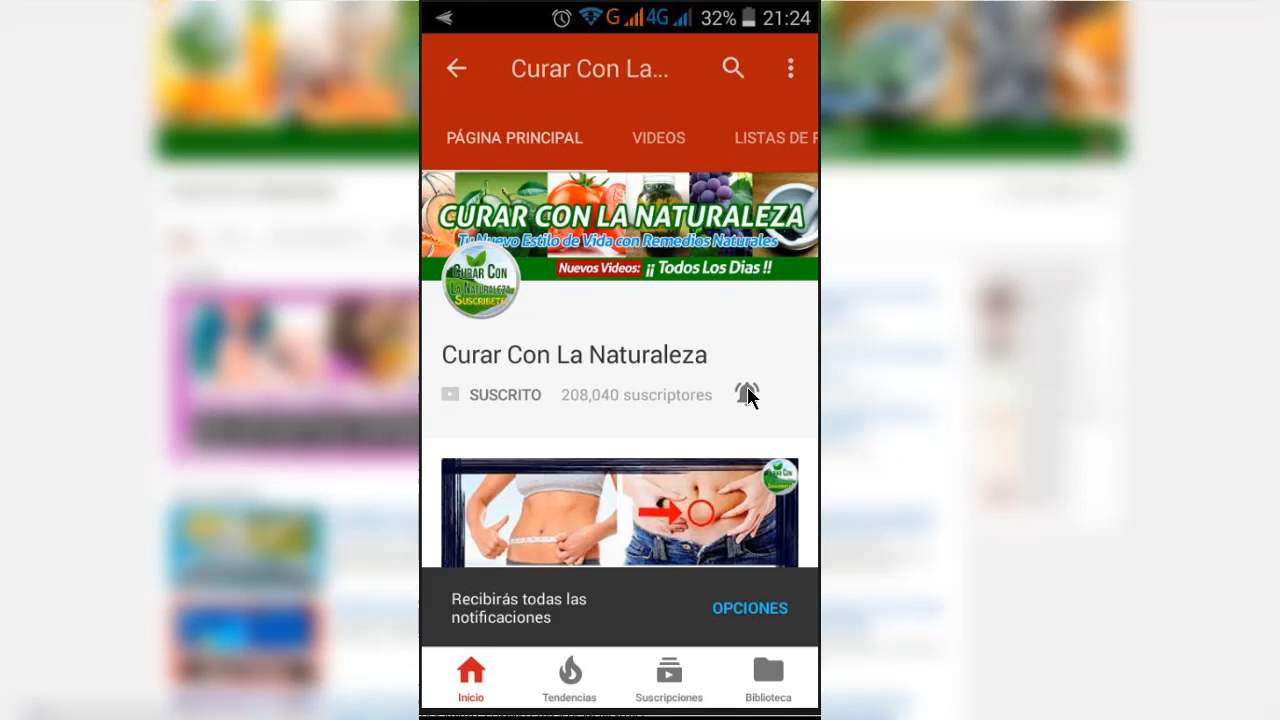 G 4G 32% 21:24
Curar Con La...
PÁGINA PRINCIPAL VIDEOS LISTAS DE
CURAR CON LA NATURALEZA
Tu Nuevo Estilo de Vida con Remedios Naturales
Nuevos Videos: ¡¡ Todos Los Dias !!
CURAR CON
LA NATURALEZA
SUSCRIBETE
Curar Con La Naturaleza
SUSCRITO 208,040 suscriptores
Recibirás todas las
notificaciones
OPCIONES
Inicio Tendencias Suscripciones Biblioteca